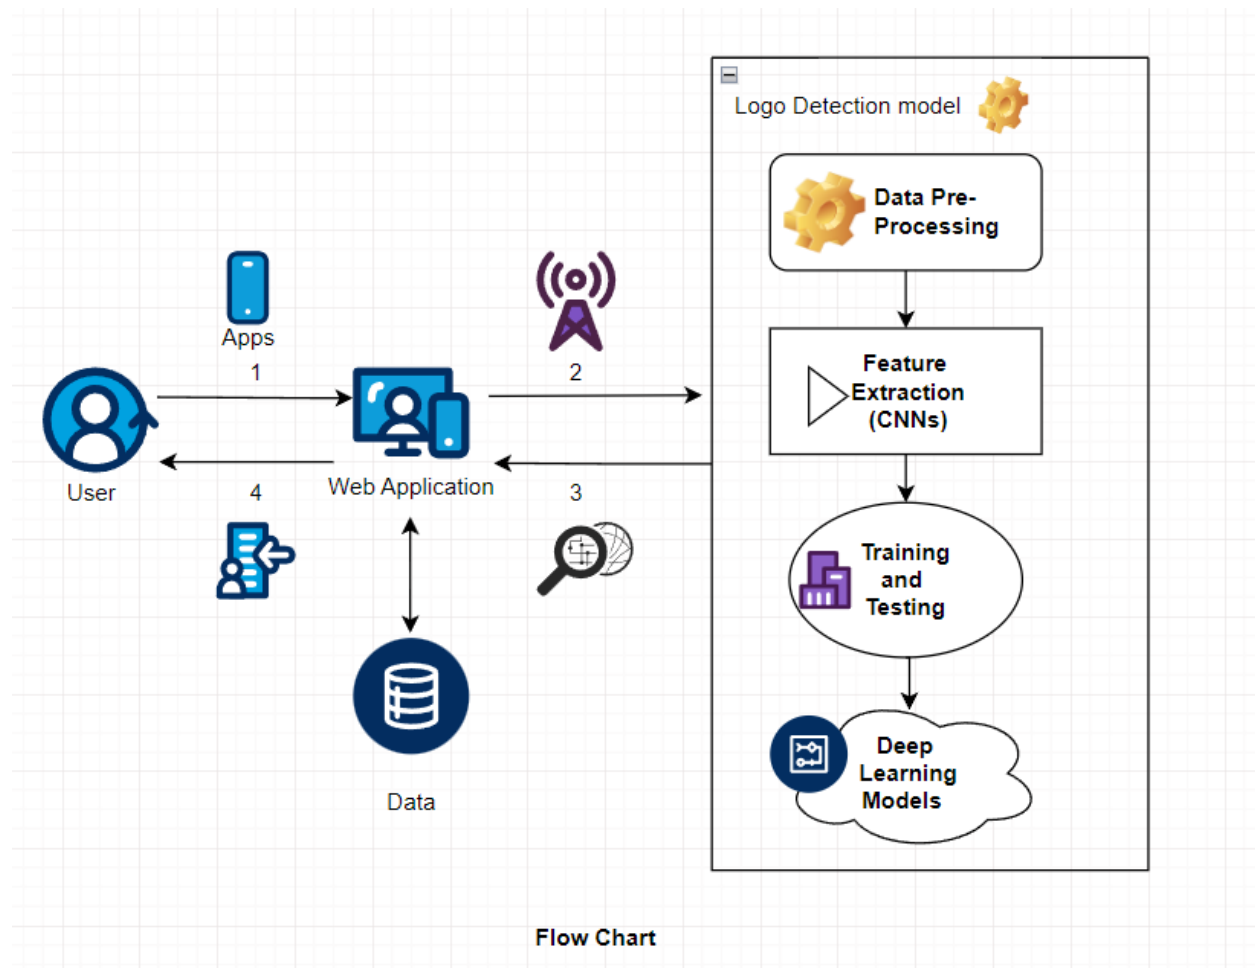 Logo Detection model
Data Pre-
Processing
Apps
1
2
Feature
Extraction
(CNNs)
User
Web Application
4
3
Training
and
Testing
Deep
Learning
Models
Data
Flow Chart